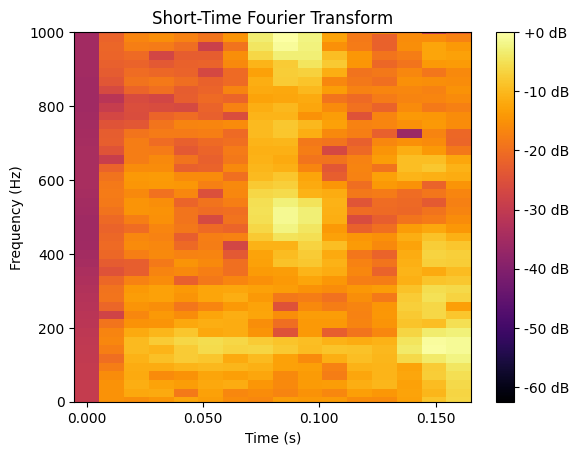 Short-Time Fourier Transform
1000
800
600
400
200
0
Frequency (Hz)
0.000
0.050
0.100
0.150
Time (s)
+0 dB
-10 dB
-20 dB
-30 dB
-40 dB
-50 dB
-60 dB